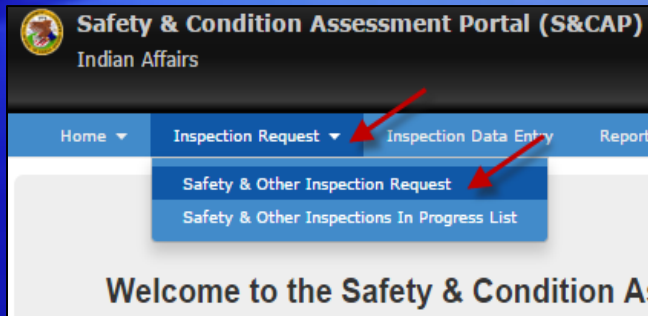 Safety & Condition Assessment Portal (S&CAP)
Indian Affairs
Home Inspection Request Inspection Data Entry Report
Safety & Other Inspection Request
Safety & Other Inspections In Progress List
Welcome to the Safety & Condition As